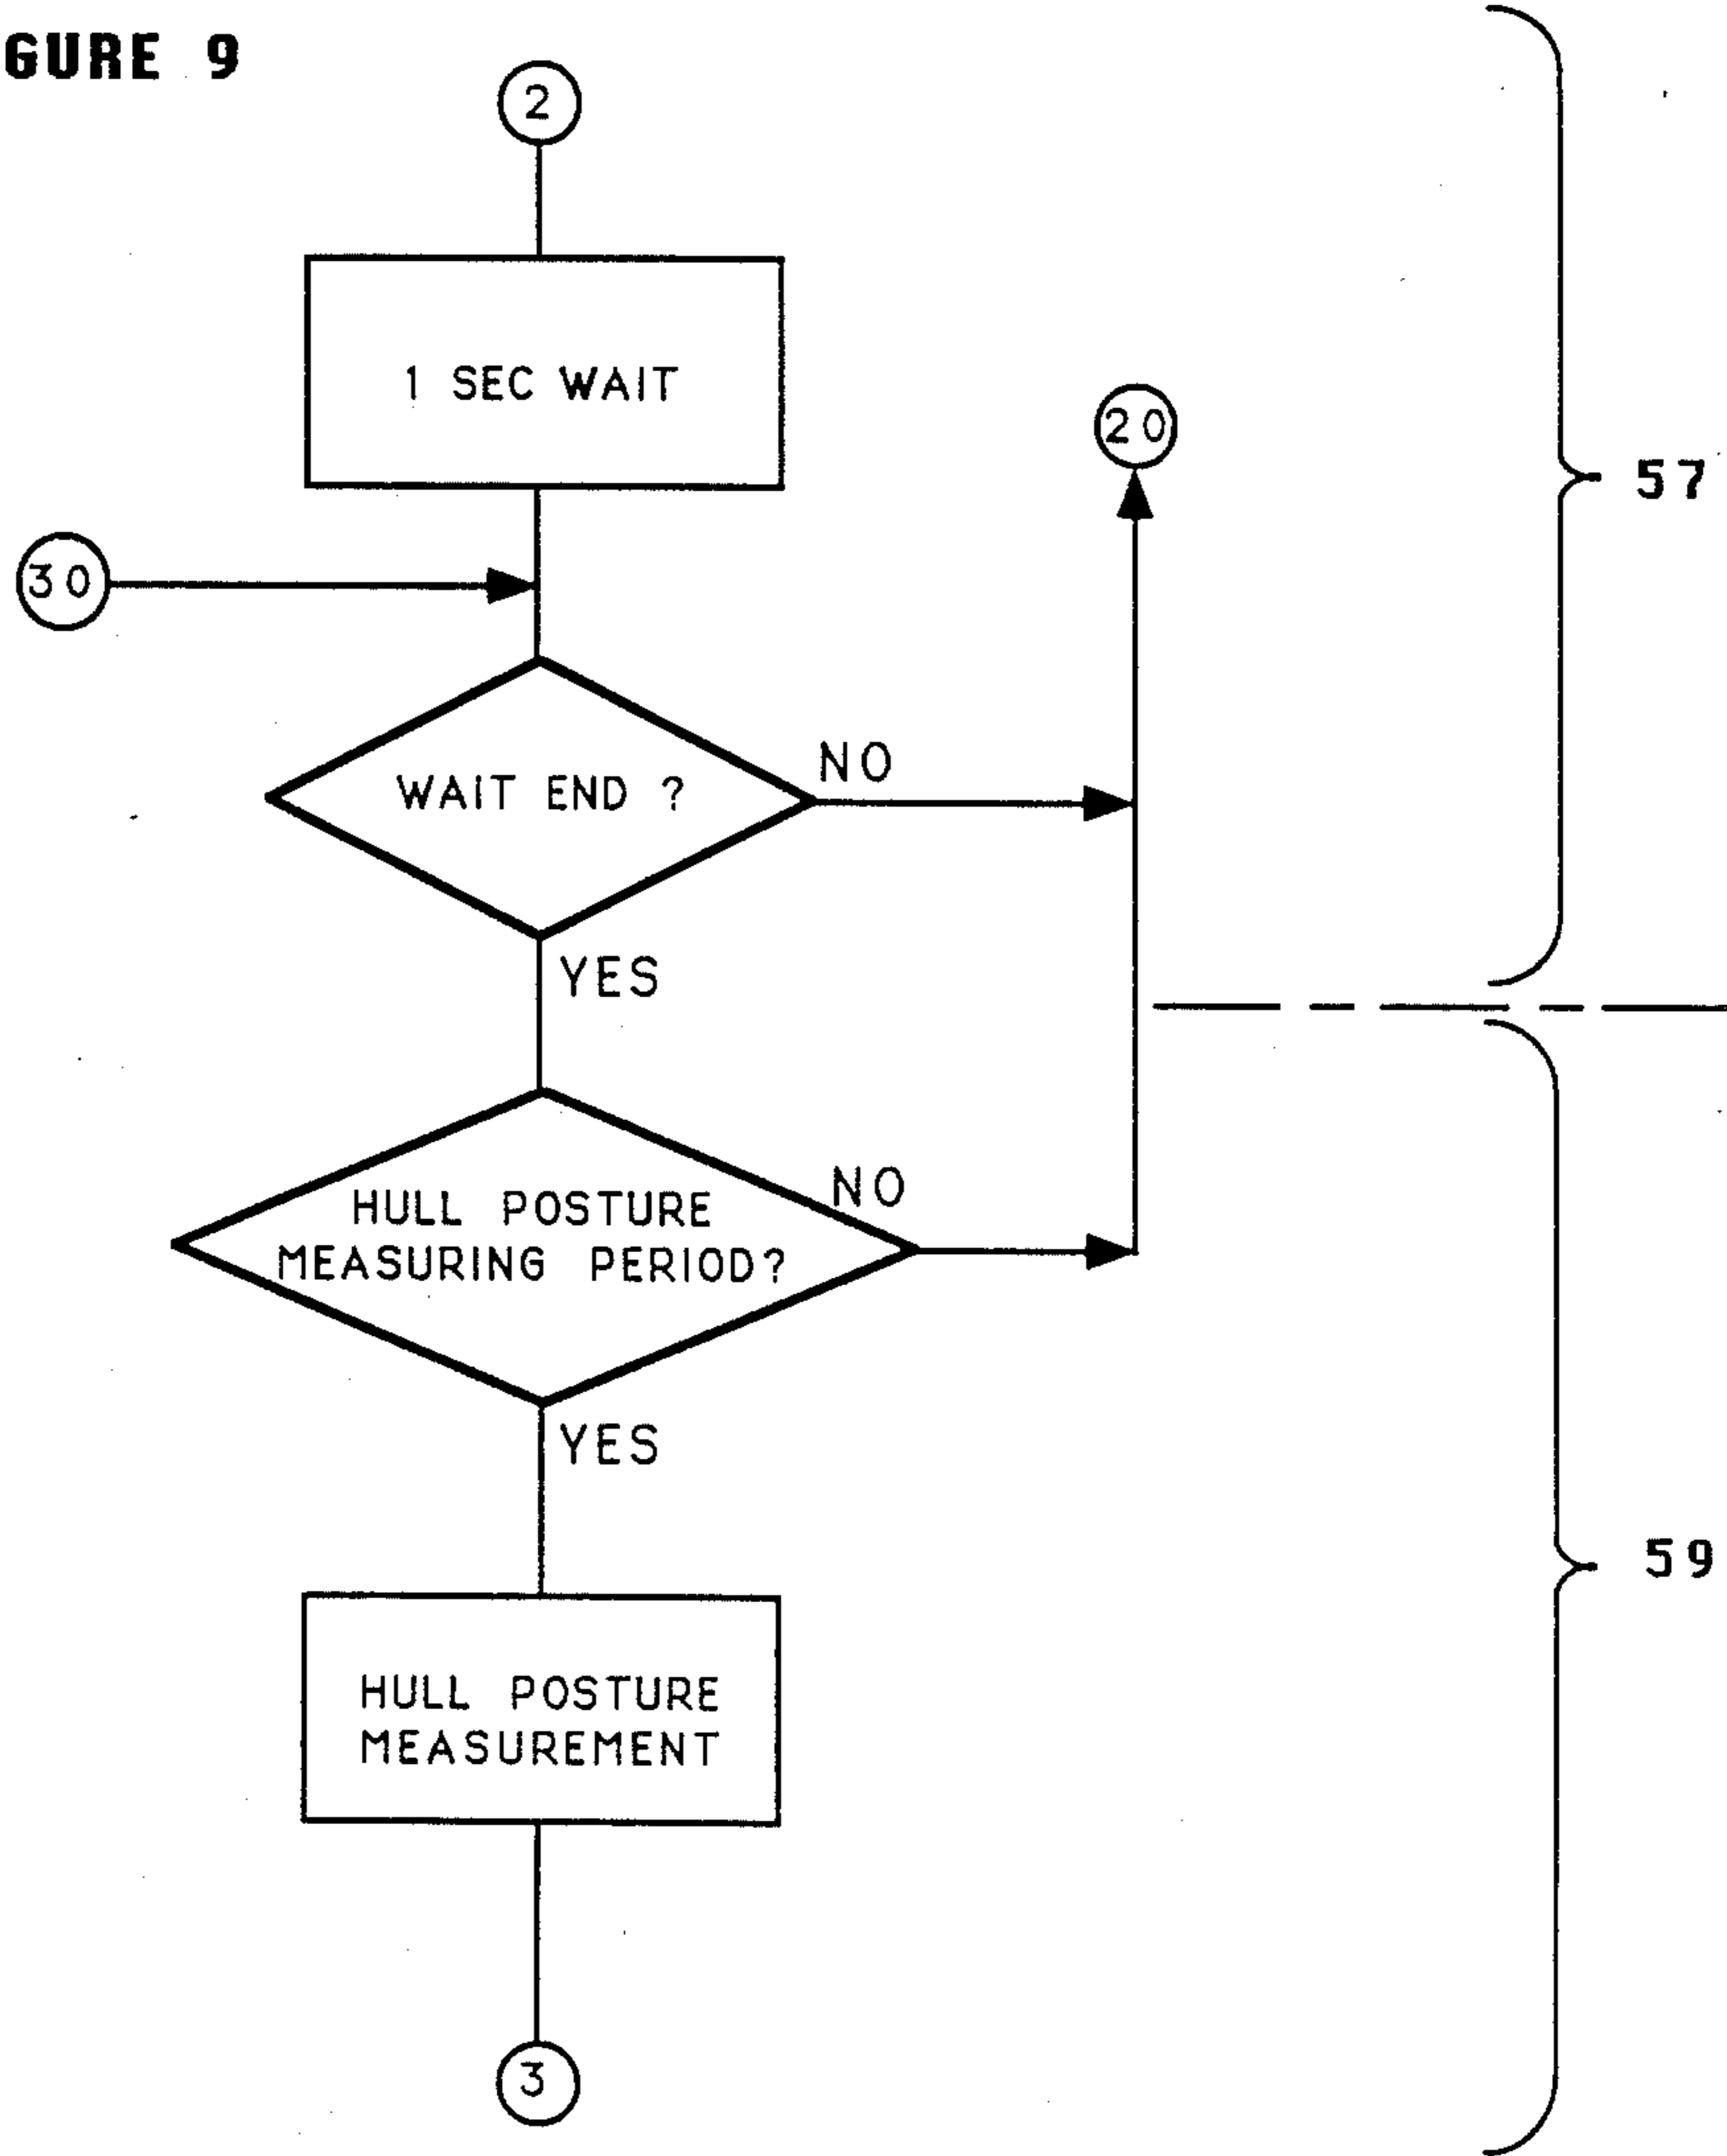 GURE 9
2
1 SEC WAIT
20
57
30
WAIT END ?
NO
YES
HULL POSTURE
MEASURING PERIOD?
NO
YES
59
HULL POSTURE
MEASUREMENT
3